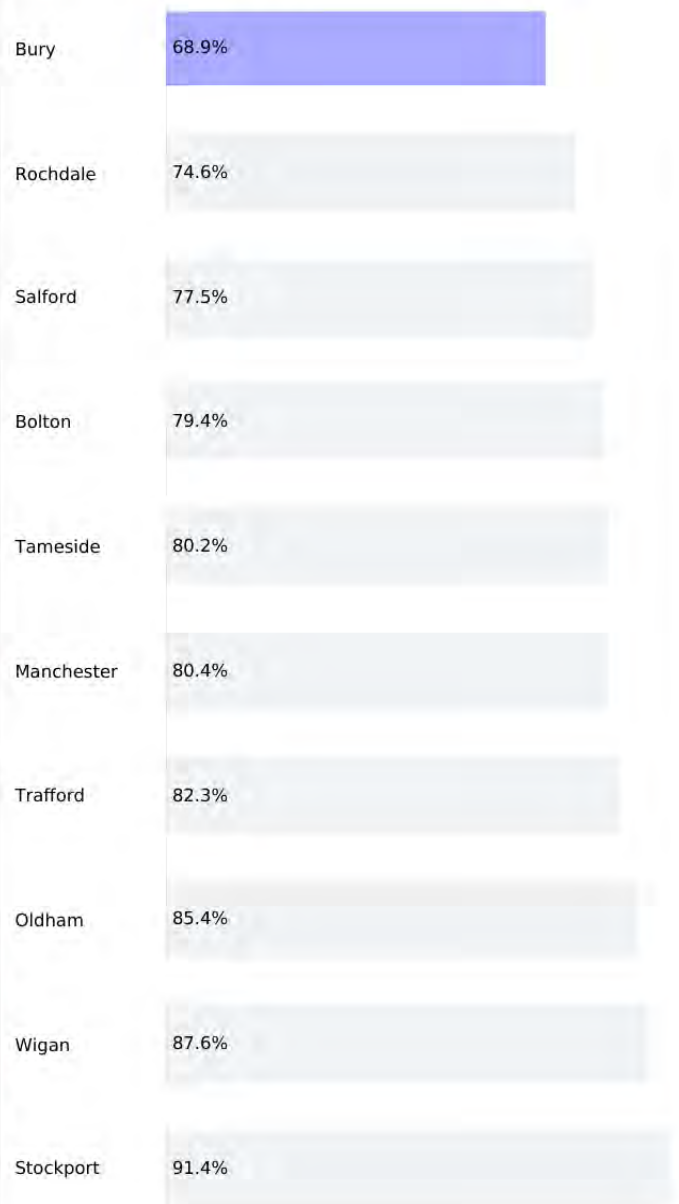 Bury 68.9%
Rochdale 74.6%
Salford 77.5%
Bolton 79.4%
Tameside 80.2%
Manchester 80.4%
Trafford 82.3%
Oldham 85.4%
Wigan 87.6%
Stockport 91.4%